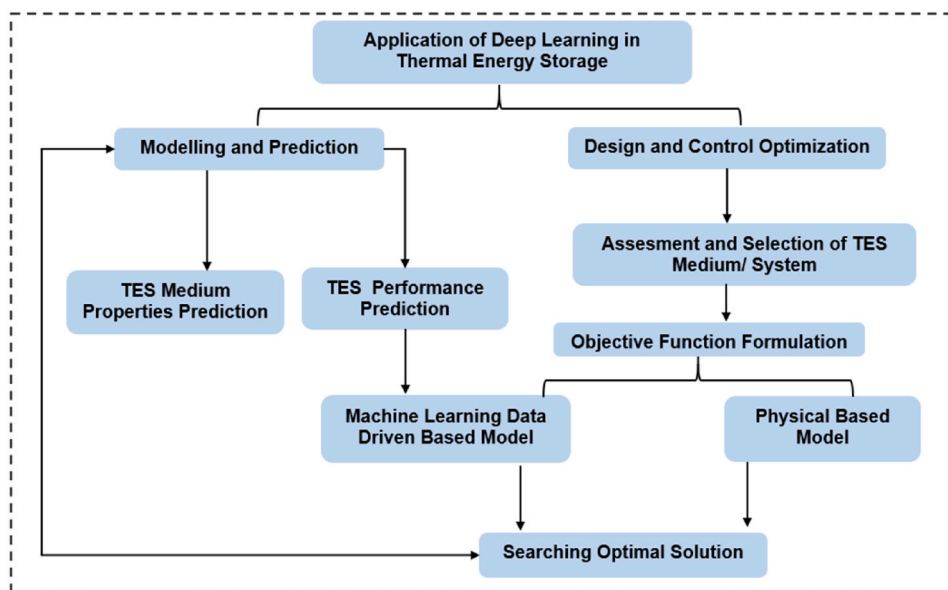 Application of Deep Learning in
Thermal Energy Storage
Modelling and Prediction
Design and Control Optimization
Assesment and Selection of TES
Medium/ System
TES Medium
Properties Prediction
TES Performance
Prediction
Objective Function Formulation
Machine Learning Data
Driven Based Model
Physical Based
Model
Searching Optimal Solution